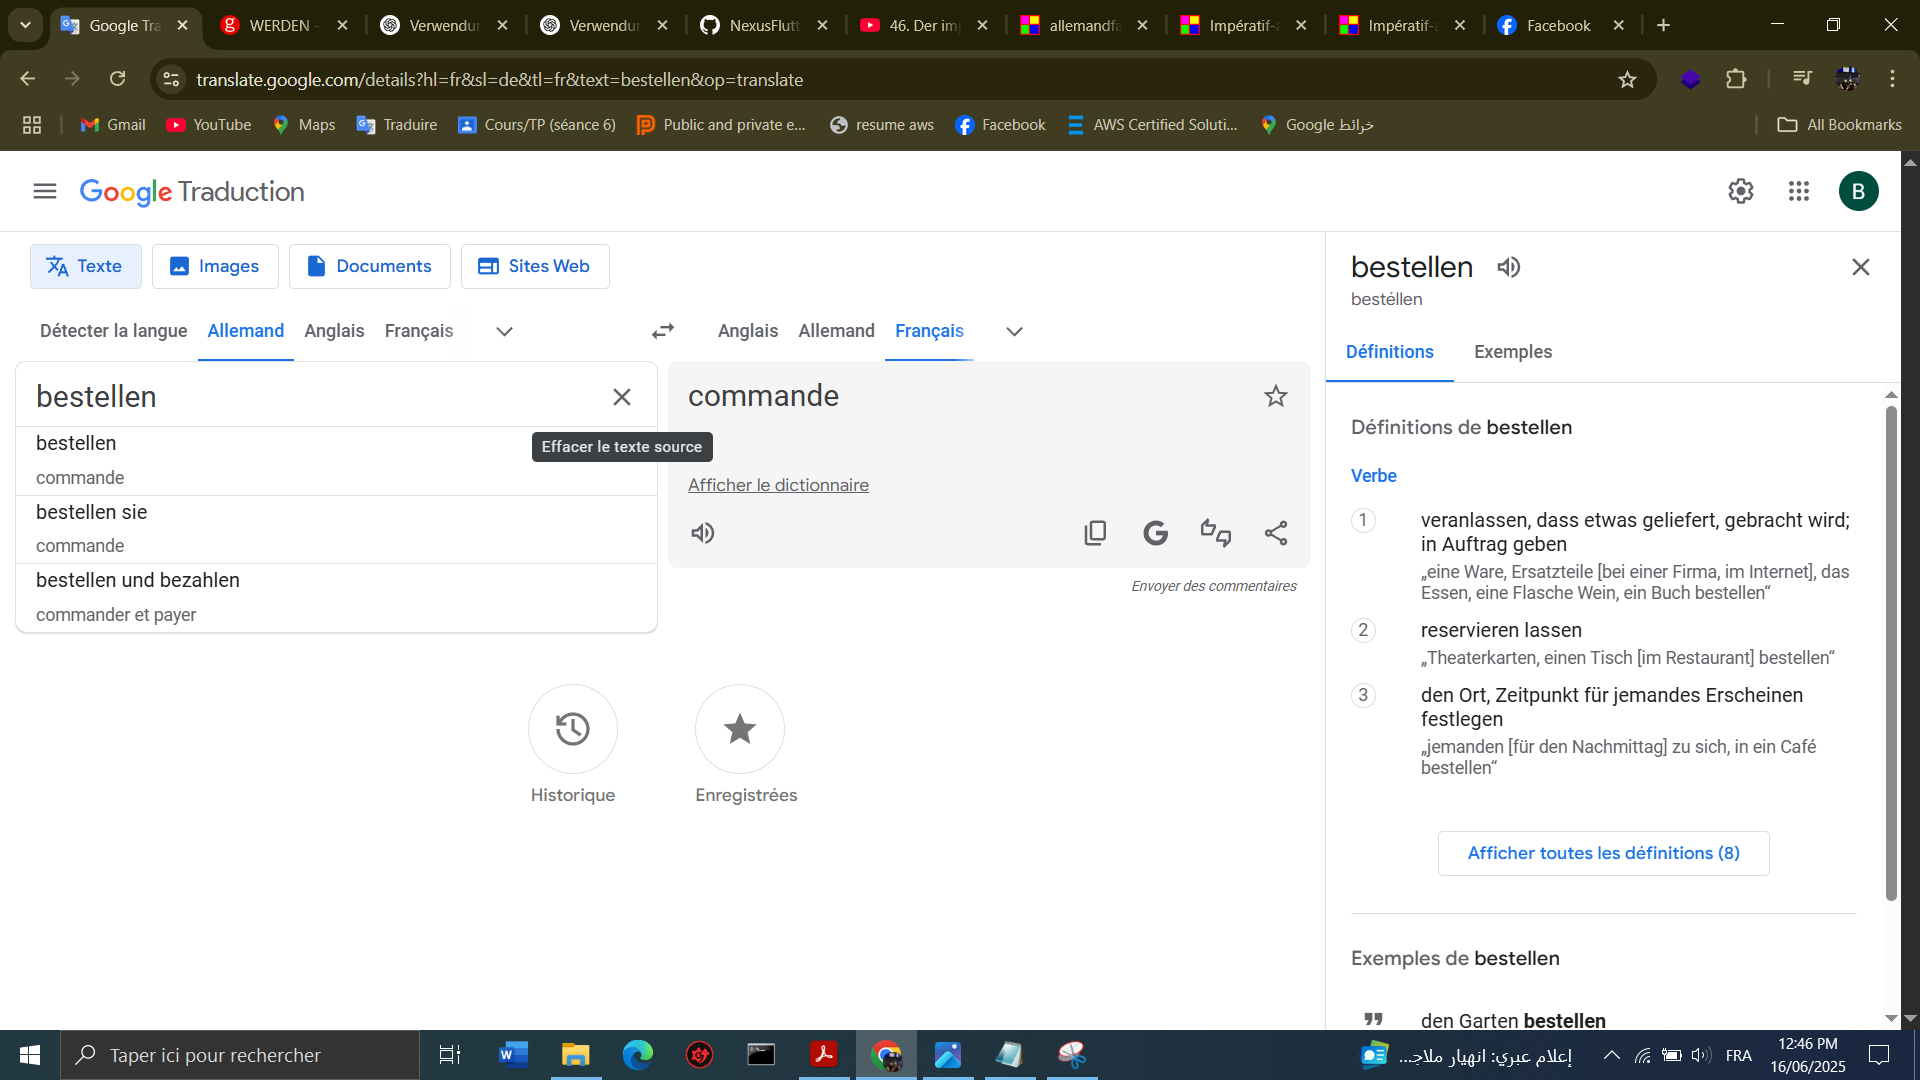 Google Tra
WERDEN -
Verwendur
Verwendur
NexusFlutt
46. Der imp
allemandfa
Impératif-a
Impératif-a
Facebook
translate.google.com/details?hl=fr&sl=de&tl=fr&text=bestellen&op=translate
Gmail
YouTube
Maps
Traduire
Cours/TP (séance 6)
Public and private e...
resume aws
Facebook
AWS Certified Soluti...
خرائط Google
All Bookmarks
Google Traduction
B
Texte
Images
Documents
Sites Web
Détecter la langue
Allemand
Anglais
Français
Anglais
Allemand
Français
bestellen
bestellen
commande
bestellen sie
commande
bestellen und bezahlen
commander et payer
Effacer le texte source
commande
Afficher le dictionnaire
Envoyer des commentaires
Historique
Enregistrées
bestellen
bestéllen
Définitions
Exemples
Définitions de bestellen
Verbe
1
veranlassen, dass etwas geliefert, gebracht wird;
in Auftrag geben
„eine Ware, Ersatzteile [bei einer Firma, im Internet], das
Essen, eine Flasche Wein, ein Buch bestellen“
2
reservieren lassen
„Theaterkarten, einen Tisch [im Restaurant] bestellen“
3
den Ort, Zeitpunkt für jemandes Erscheinen
festlegen
„jemanden [für den Nachmittag] zu sich, in ein Café
bestellen“
Afficher toutes les définitions (8)
Exemples de bestellen
den Garten bestellen
Taper ici pour rechercher
إعلام عبري: انهيار ملاجـ...
FRA
12:46 PM
16/06/2025